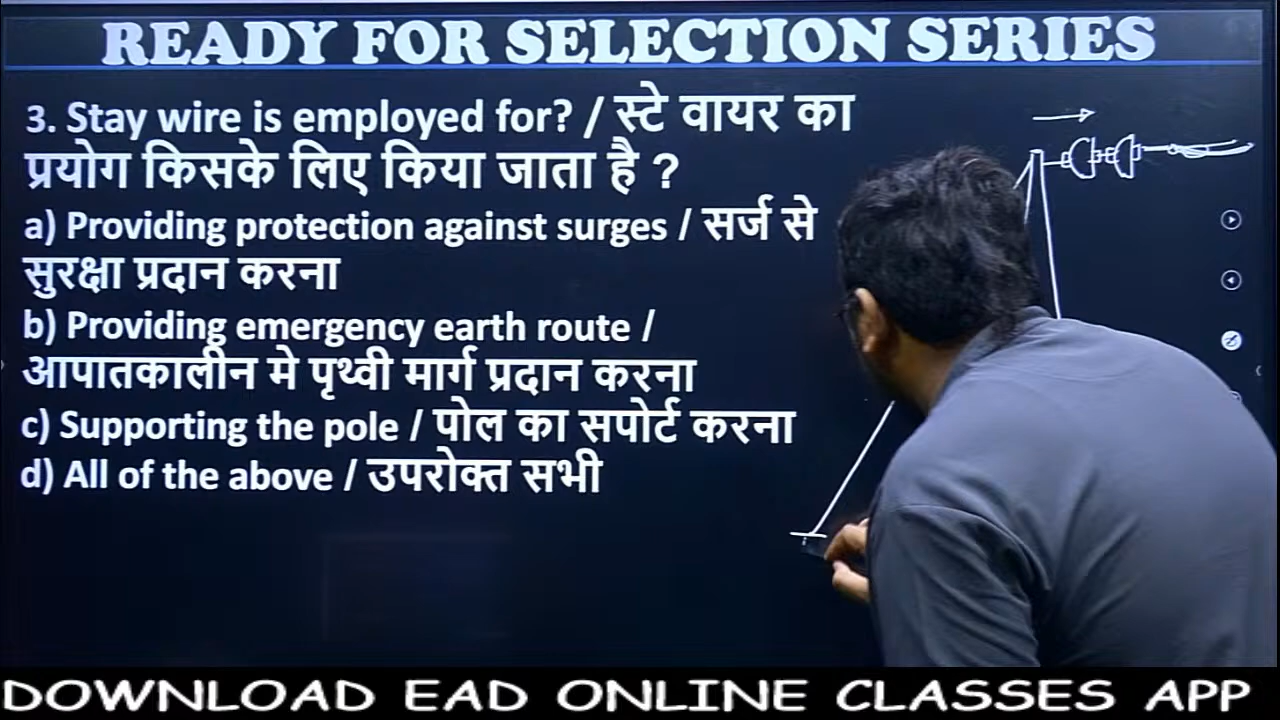 READY FOR SELECTION SERIES
3. Stay wire is employed for? / स्टे वायर का
प्रयोग किसके लिए किया जाता है ?
a) Providing protection against surges / सर्ज से
सुरक्षा प्रदान करना
b) Providing emergency earth route /
आपातकालीन मे पृथ्वी मार्ग प्रदान करना
c) Supporting the pole / पोल का सपोर्ट करना
d) All of the above / उपरोक्त सभी
DOWNLOAD EAD ONLINE CLASSES APP